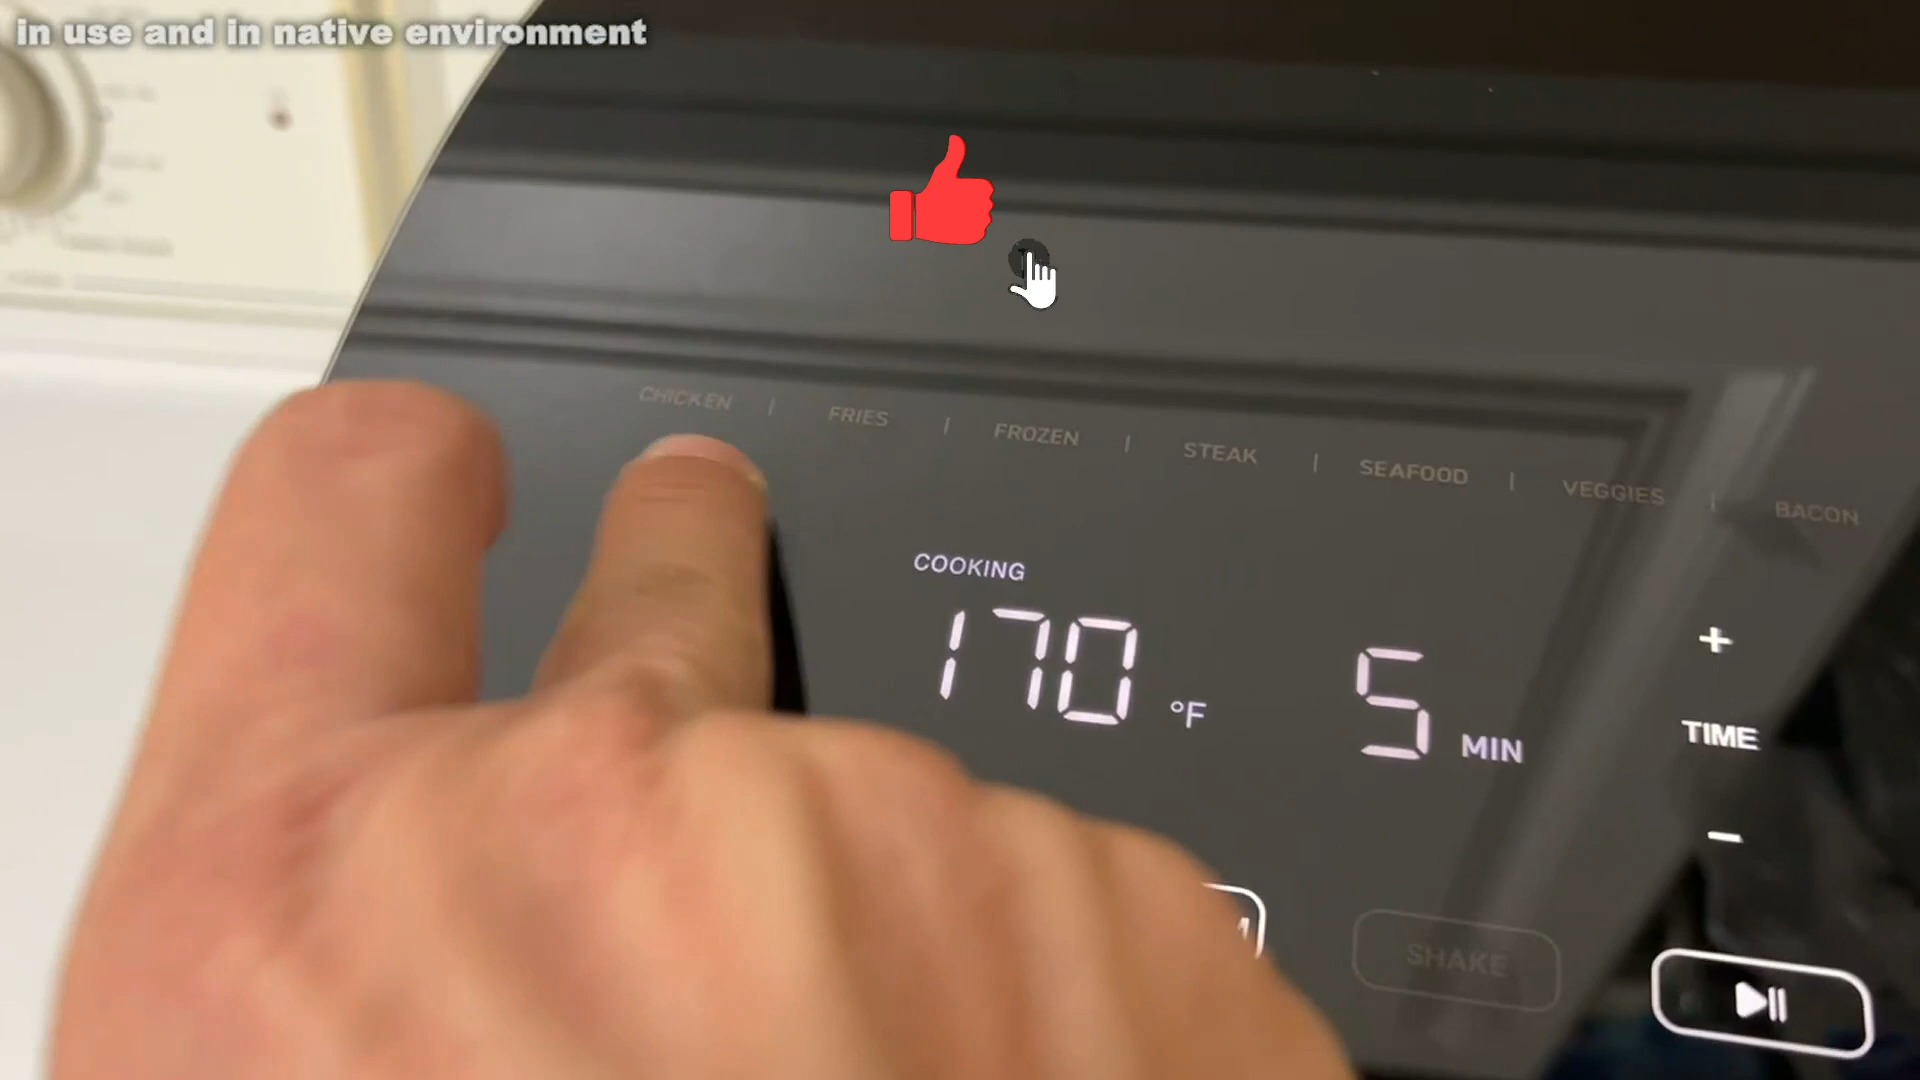 in use and in native environment
CHICKEN | FRIES | FROZEN | STEAK | SEAFOOD | VEGGIES | BACON
COOKING
170 °F 5 MIN
+
TIME
−
SHAKE